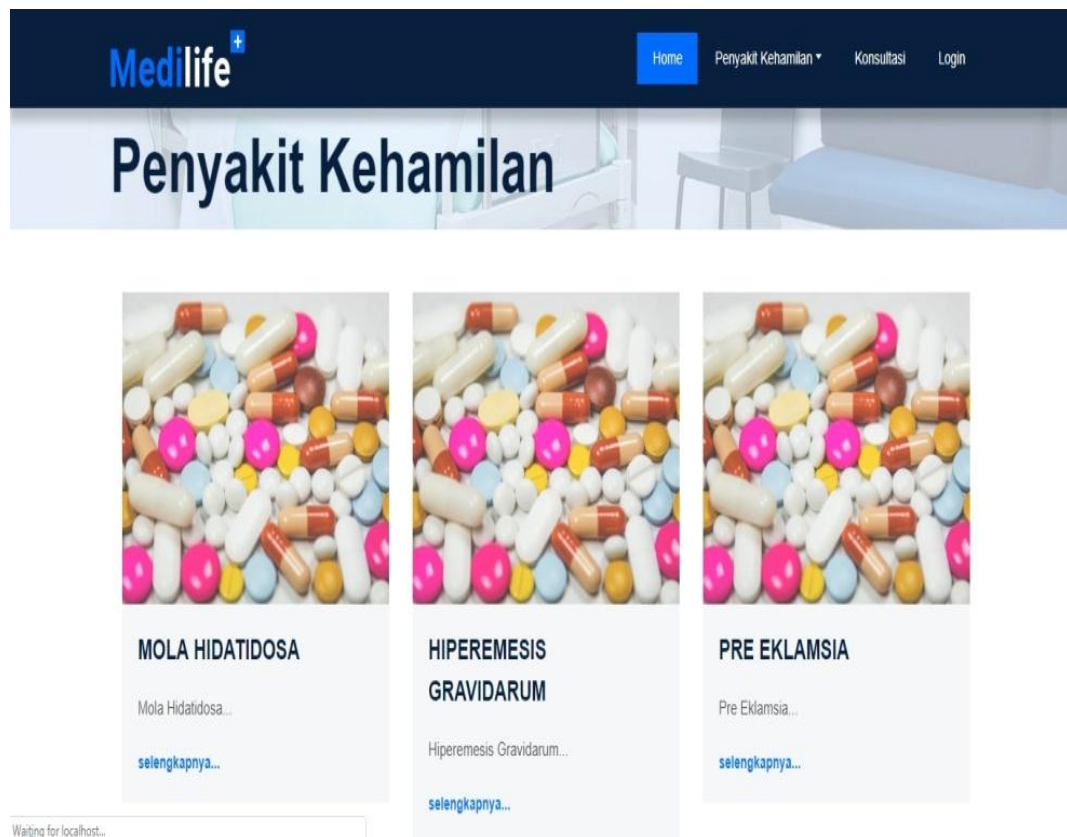 Medilife+
Home Penyakit Kehamilan Konsultasi Login
Penyakit Kehamilan
MOLA HIDATIDOSA
Mola Hidatidosa...
selengkapnya...
HIPEREMESIS
GRAVIDARUM
Hiperemesis Gravidarum...
selengkapnya...
PRE EKLAMSIA
Pre Eklamsia...
selengkapnya...
Waiting for localhost...